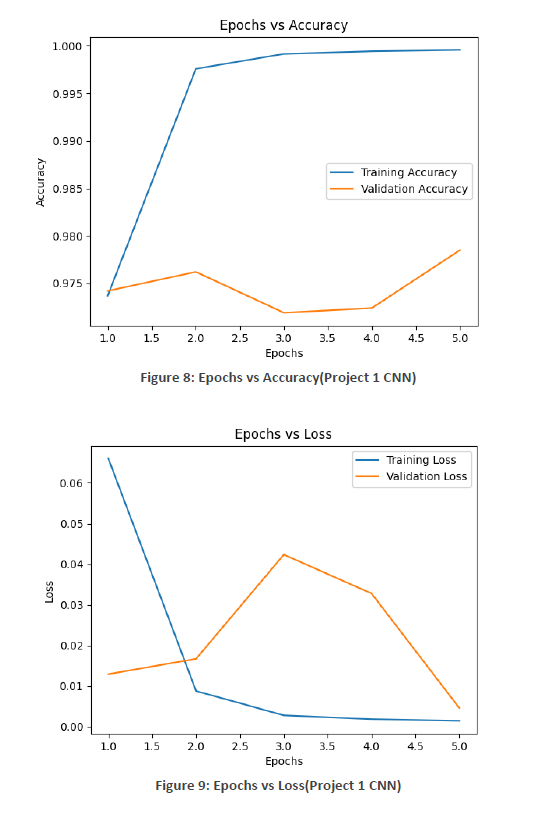 Epochs vs Accuracy
1.000
0.995
0.990
0.985
0.980
0.975
Accuracy
Training Accuracy
Validation Accuracy
1.0 1.5 2.0 2.5 3.0 3.5 4.0 4.5 5.0
Epochs
Figure 8: Epochs vs Accuracy(Project 1 CNN)
Epochs vs Loss
0.06
0.05
0.04
0.03
0.02
0.01
0.00
Loss
Training Loss
Validation Loss
1.0 1.5 2.0 2.5 3.0 3.5 4.0 4.5 5.0
Epochs
Figure 9: Epochs vs Loss(Project 1 CNN)